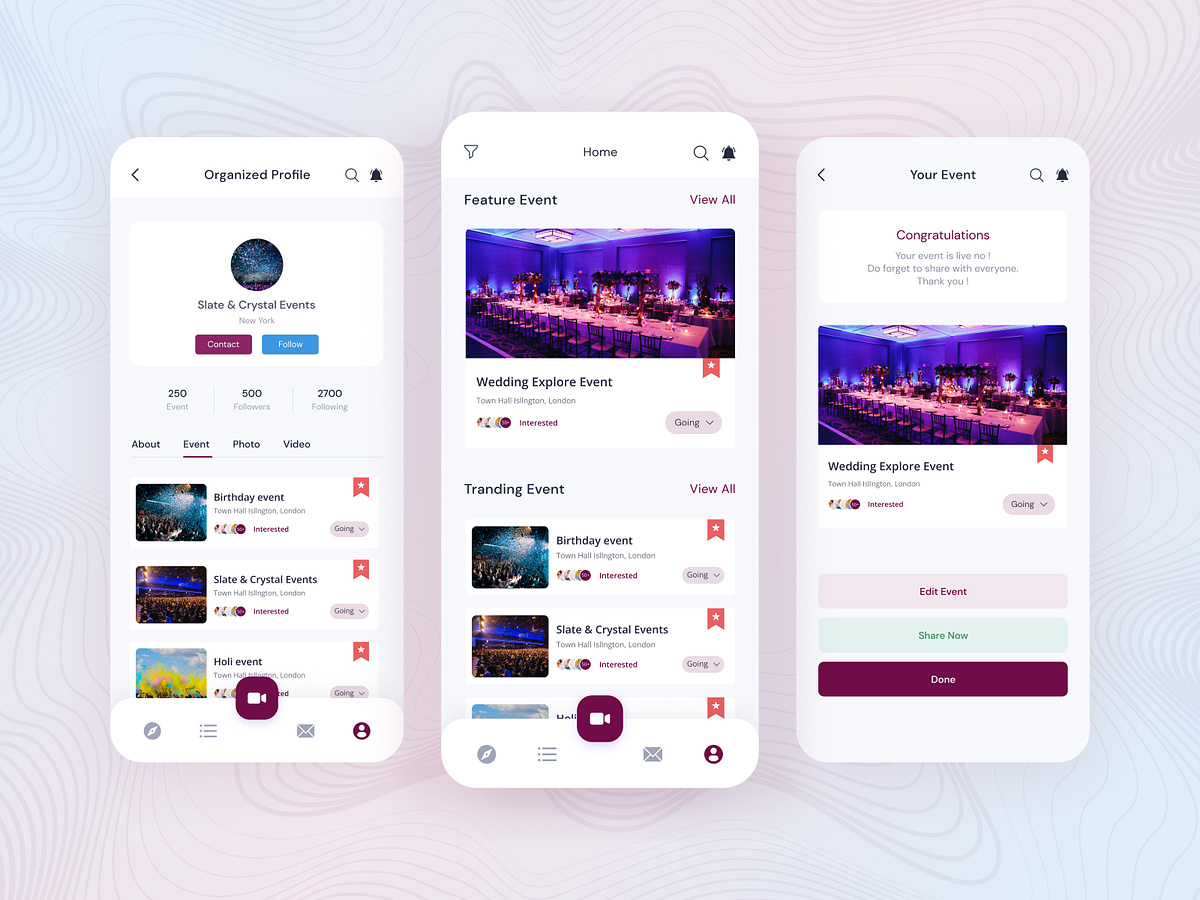 Organized Profile
Slate & Crystal Events
New York
Contact
Follow
250
500
2700
Event
Followers
Following
About
Event
Photo
Video
Birthday event
Town Hall Isllngton, London
50+
Interested
Going
Slate & Crystal Events
Town Hall Isllngton, London
50+
Interested
Going
Holi event
Town Hall Isllngton, London
Going
Home
Feature Event
View All
Wedding Explore Event
Town Hall Isllngton, London
50+
Interested
Going
Tranding Event
View All
Birthday event
Town Hall Isllngton, London
50+
Interested
Going
Slate & Crystal Events
Town Hall Isllngton, London
50+
Interested
Going
Your Event
Congratulations
Your event is live no !
Do forget to share with everyone.
Thank you !
Wedding Explore Event
Town Hall Isllngton, London
50+
Interested
Going
Edit Event
Share Now
Done